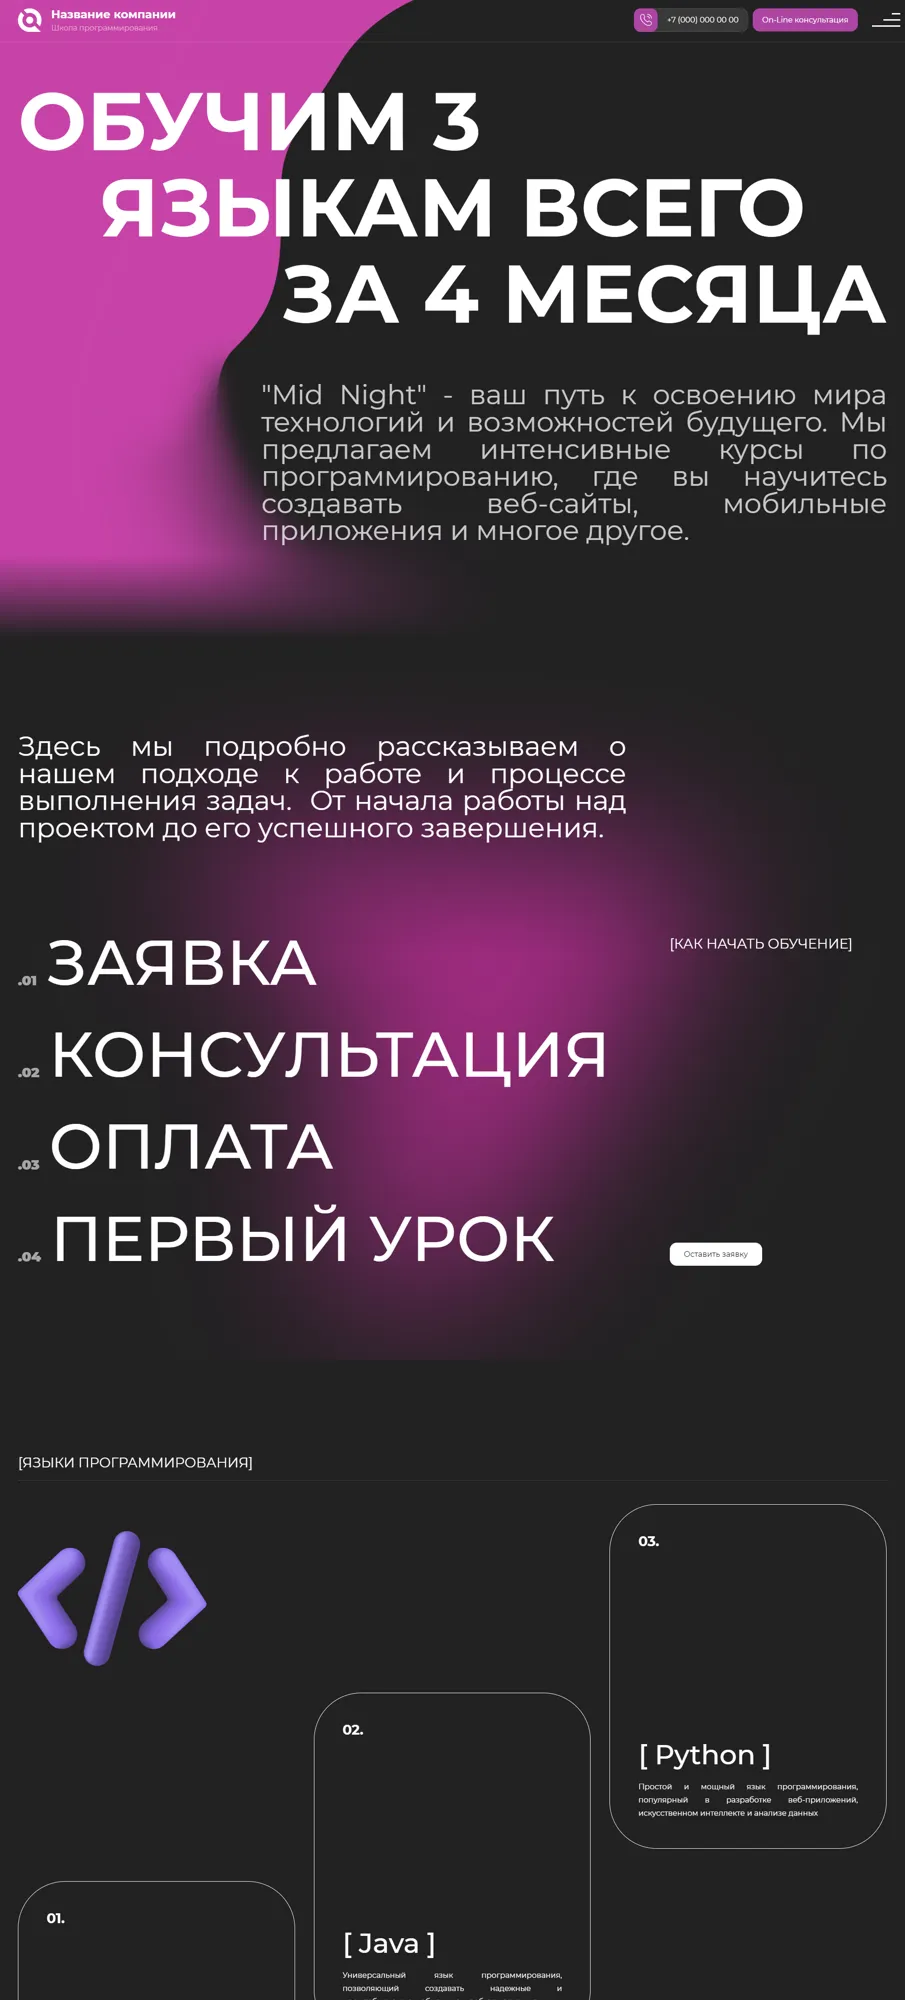 Название компании
Школа программирования
+7 (000) 000 00 00
On-Line консультация
ОБУЧИМ 3
ЯЗЫКАМ ВСЕГО
ЗА 4 МЕСЯЦА
"Mid Night" - ваш путь к освоению мира
технологий и возможностей будущего. Мы
предлагаем интенсивные курсы по
программированию, где вы научитесь
создавать веб-сайты, мобильные
приложения и многое другое.
Здесь мы подробно рассказываем о
нашем подходе к работе и процессе
выполнения задач. От начала работы над
проектом до его успешного завершения.
[КАК НАЧАТЬ ОБУЧЕНИЕ]
.01 ЗАЯВКА
.02 КОНСУЛЬТАЦИЯ
.03 ОПЛАТА
.04 ПЕРВЫЙ УРОК
Оставить заявку
[ЯЗЫКИ ПРОГРАММИРОВАНИЯ]
03.
[ Python ]
Простой и мощный язык программирования,
популярный в разработке веб-приложений,
искусственном интеллекте и анализе данных
02.
[ Java ]
Универсальный язык программирования,
позволяющий создавать надежные и
01.